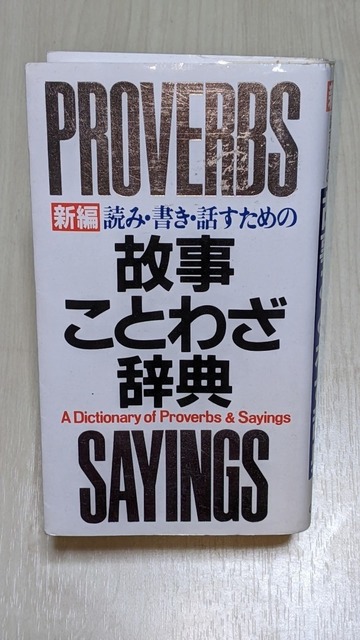 PROVERBS
新編 読み・書き・話すための
故事
ことわざ
辞典
A Dictionary of Proverbs & Sayings
SAYINGS